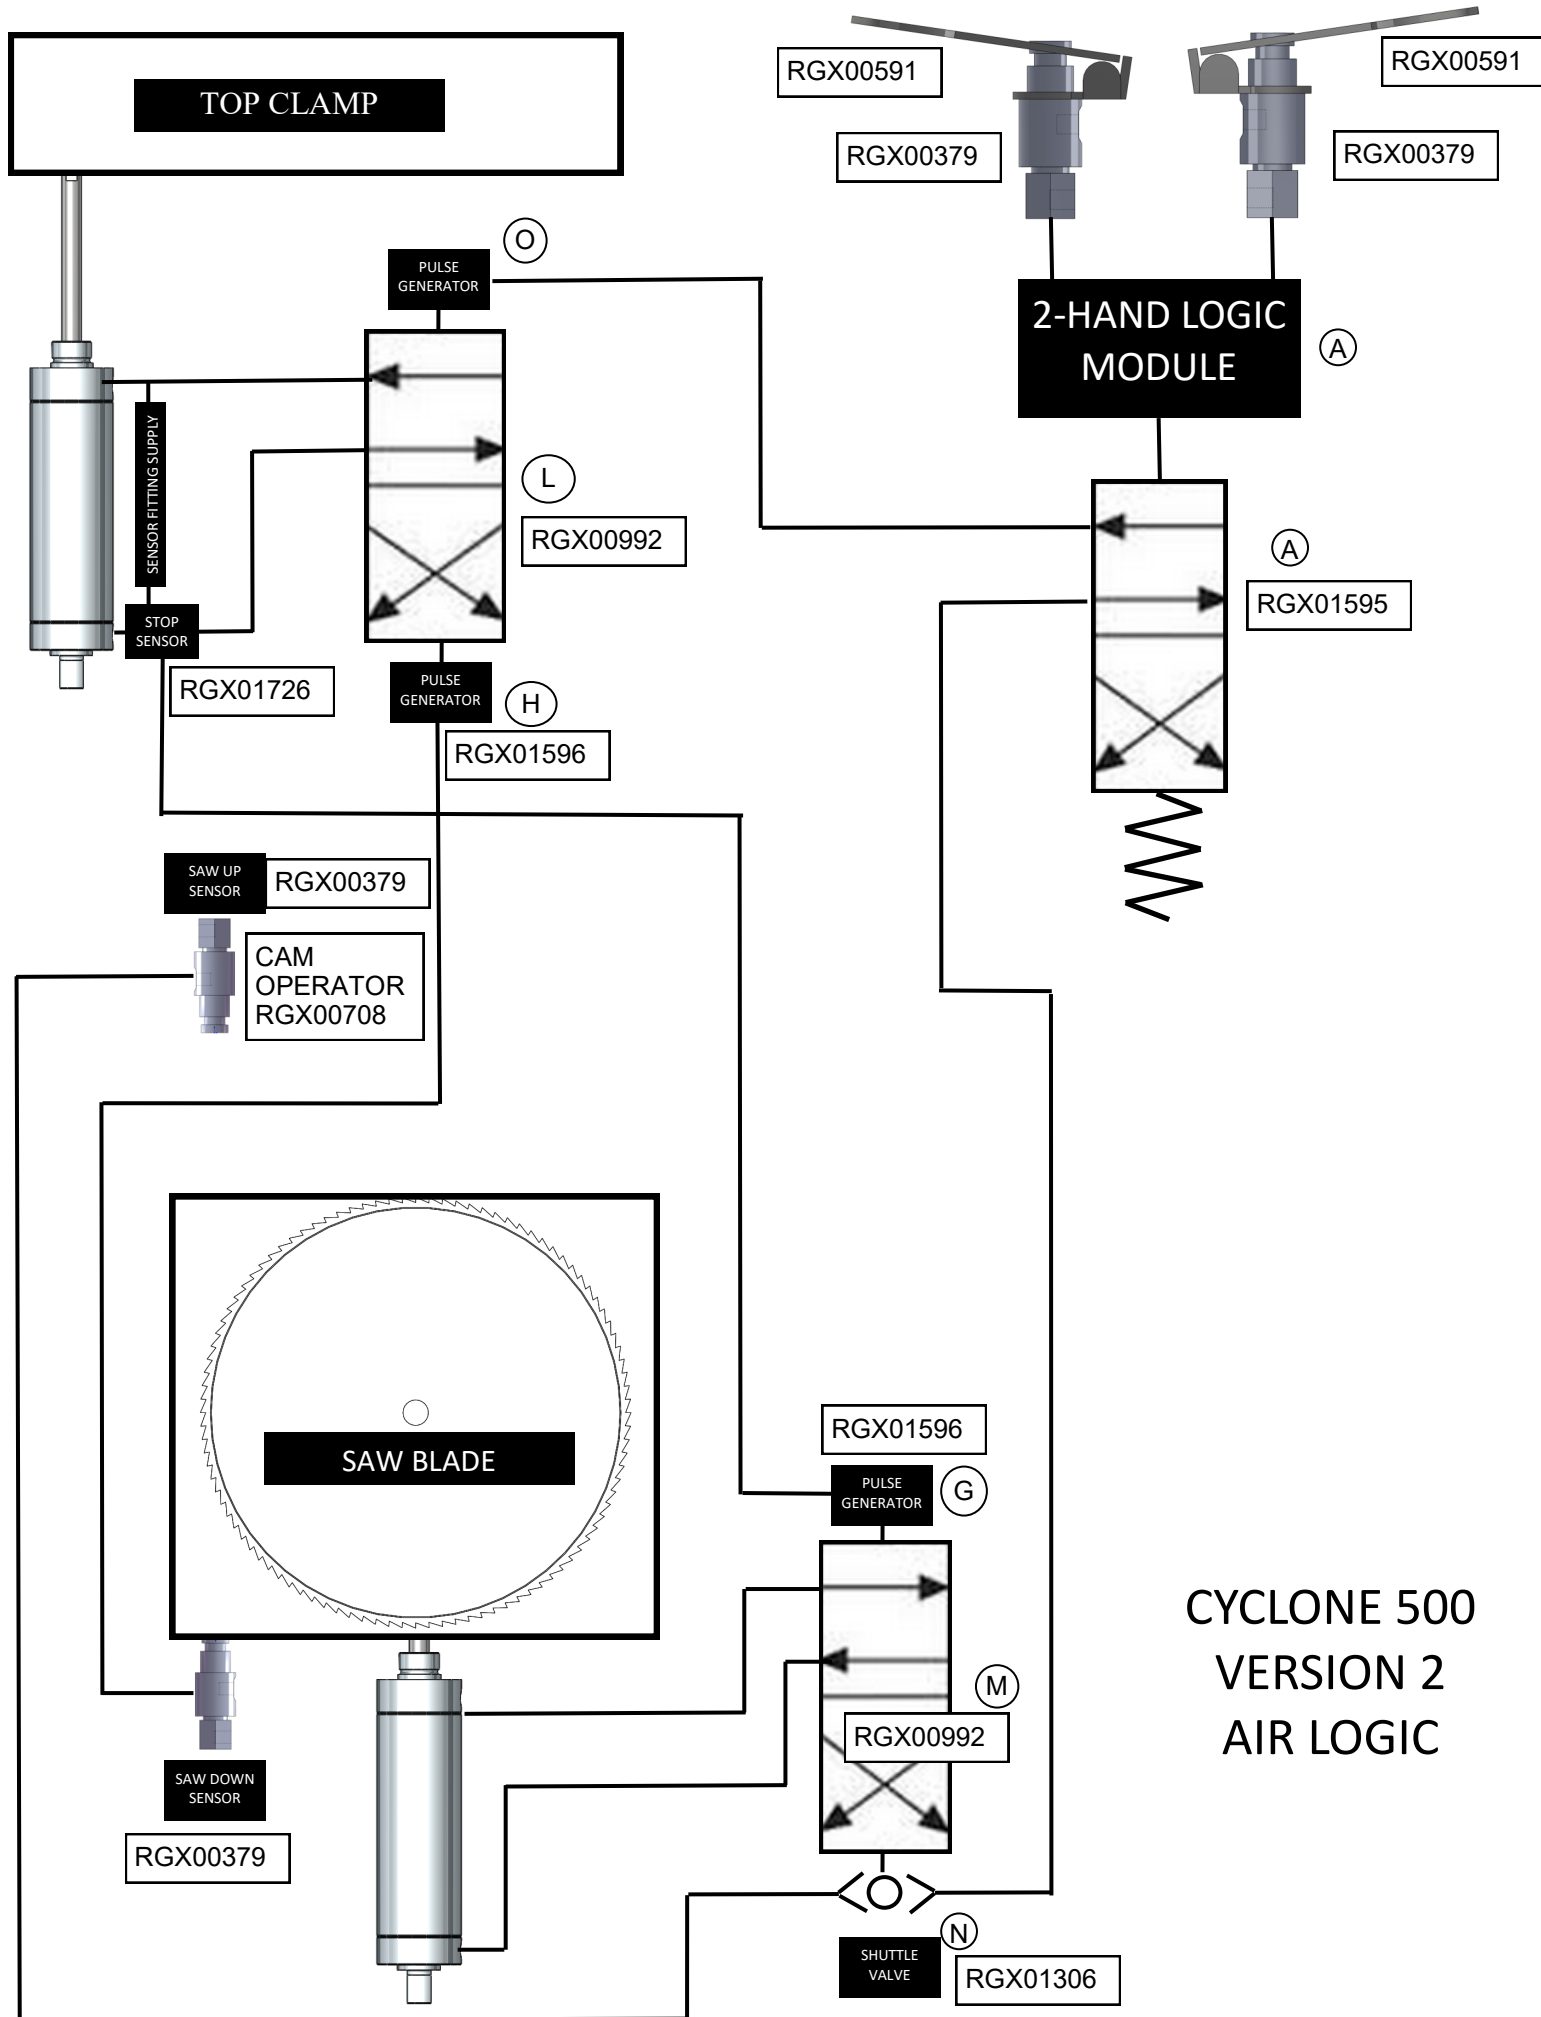 RGX00591
RGX00591
TOP CLAMP
RGX00379
RGX00379
O
PULSE
GENERATOR
2-HAND LOGIC
MODULE
A
SENSOR FITTING SUPPLY
L
RGX00992
A
RGX01595
STOP
SENSOR
RGX01726
PULSE
GENERATOR
H
RGX01596
SAW UP
SENSOR
RGX00379
CAM
OPERATOR
RGX00708
SAW BLADE
RGX01596
PULSE
GENERATOR
G
CYCLONE 500
VERSION 2
AIR LOGIC
M
RGX00992
SAW DOWN
SENSOR
RGX00379
N
SHUTTLE
VALVE
RGX01306